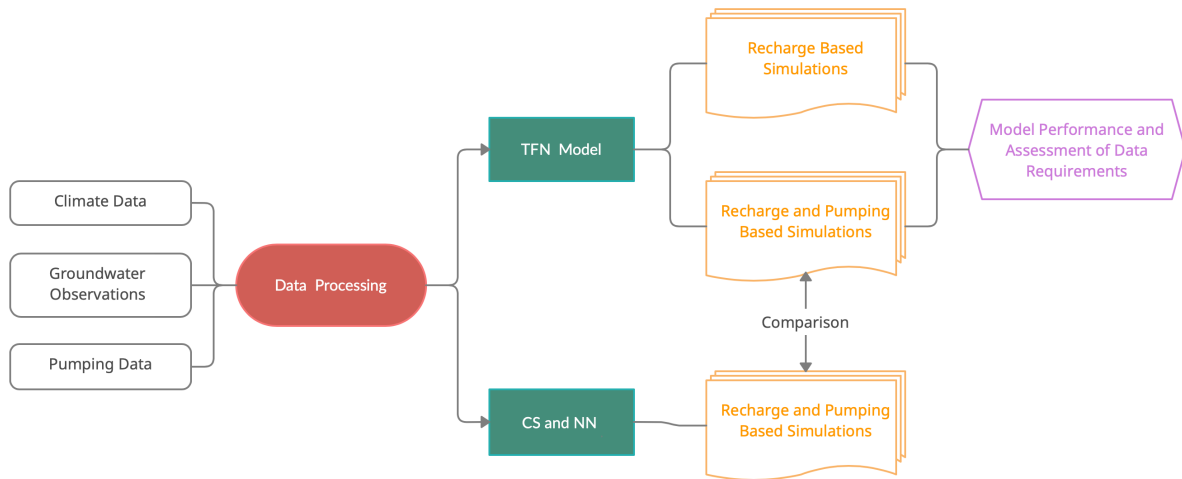 Climate Data
Groundwater
Observations
Pumping Data
Data Processing
TFN Model
CS and NN
Recharge Based
Simulations
Recharge and Pumping
Based Simulations
Comparison
Recharge and Pumping
Based Simulations
Model Performance and
Assessment of Data
Requirements